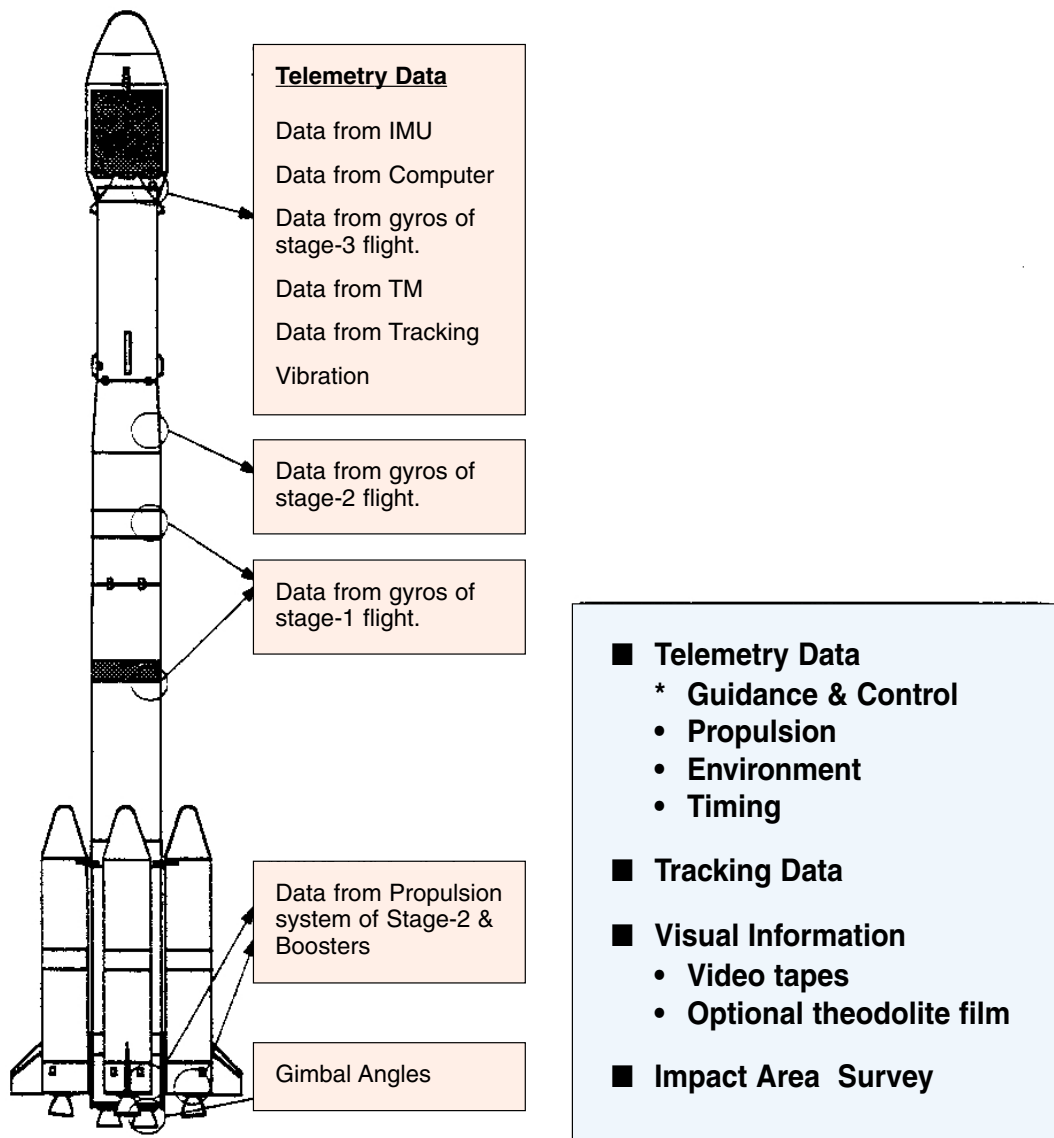 Telemetry Data
Data from IMU
Data from Computer
Data from gyros of
stage-3 flight.
Data from TM
Data from Tracking
Vibration
Data from gyros of
stage-2 flight.
Data from gyros of
stage-1 flight.
Data from Propulsion
system of Stage-2 &
Boosters
Gimbal Angles
■ Telemetry Data
* Guidance & Control
• Propulsion
• Environment
• Timing
■ Tracking Data
■ Visual Information
• Video tapes
• Optional theodolite film
■ Impact Area Survey